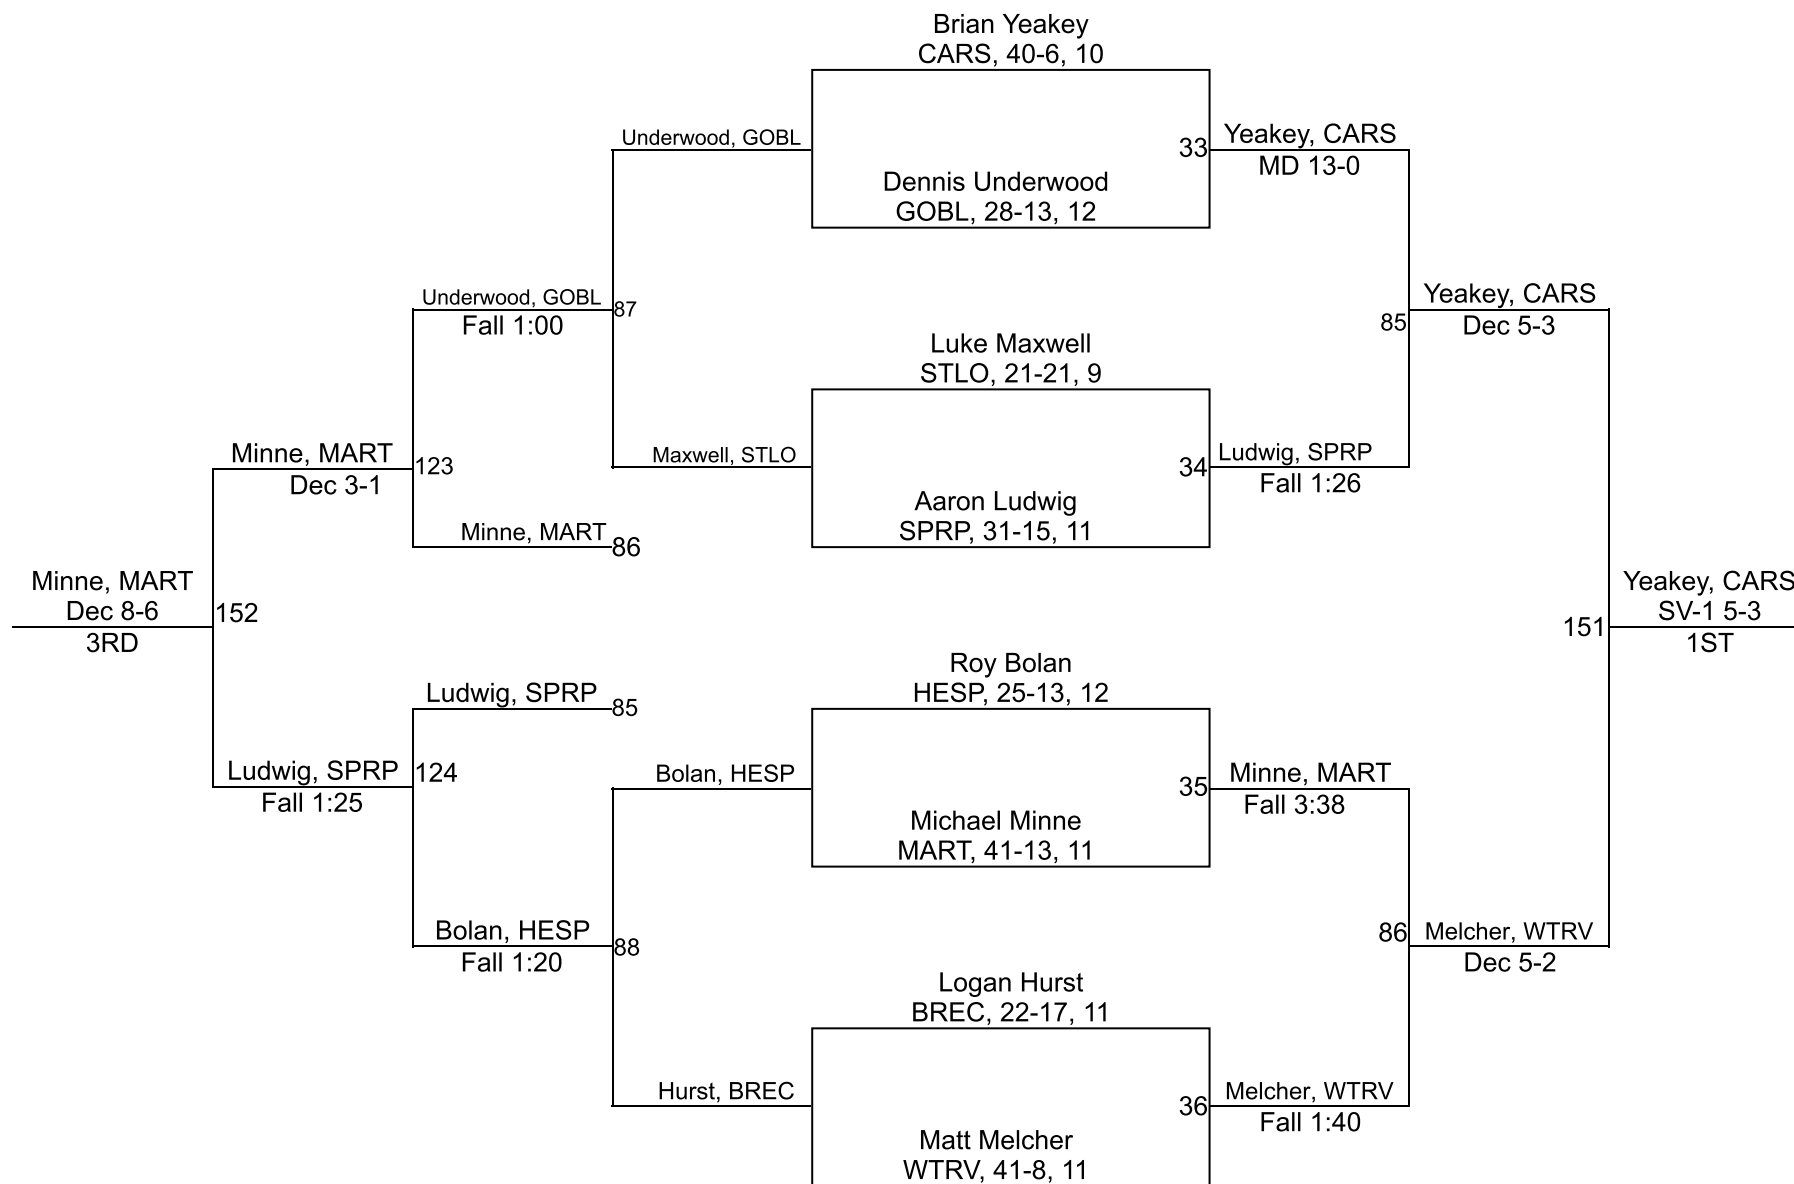 Brian Yeakey
CARS, 40-6, 10
Underwood, GOBL
33
Yeakey, CARS
MD 13-0
Dennis Underwood
GOBL, 28-13, 12
Underwood, GOBL
87
Fall 1:00
Yeakey, CARS
85
Dec 5-3
Luke Maxwell
STLO, 21-21, 9
Minne, MART
123
Dec 3-1
Maxwell, STLO
34
Ludwig, SPRP
Fall 1:26
Aaron Ludwig
SPRP, 31-15, 11
Minne, MART
86
Minne, MART
Dec 8-6
152
3RD
151
Yeakey, CARS
SV-1 5-3
1ST
Roy Bolan
HESP, 25-13, 12
Ludwig, SPRP
85
Ludwig, SPRP
124
Fall 1:25
Bolan, HESP
35
Minne, MART
Fall 3:38
Michael Minne
MART, 41-13, 11
Bolan, HESP
88
Fall 1:20
86
Melcher, WTRV
Dec 5-2
Logan Hurst
BREC, 22-17, 11
Hurst, BREC
36
Melcher, WTRV
Fall 1:40
Matt Melcher
WTRV, 41-8, 11